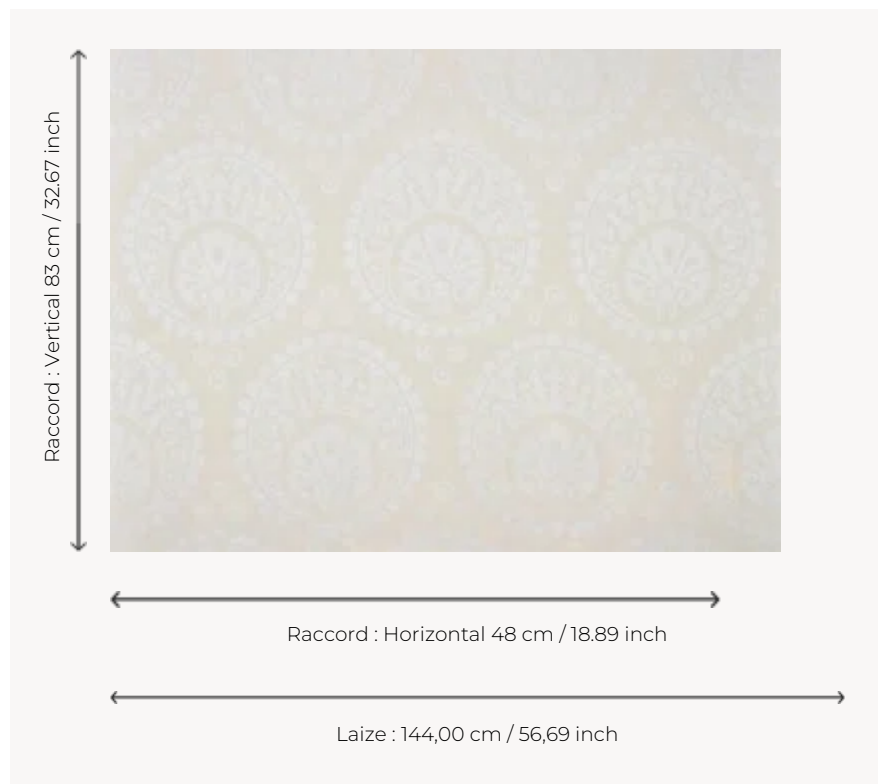 Raccord : Vertical 83 cm / 32.67 inch
Raccord : Horizontal 48 cm / 18.89 inch
Laize : 144,00 cm / 56,69 inch